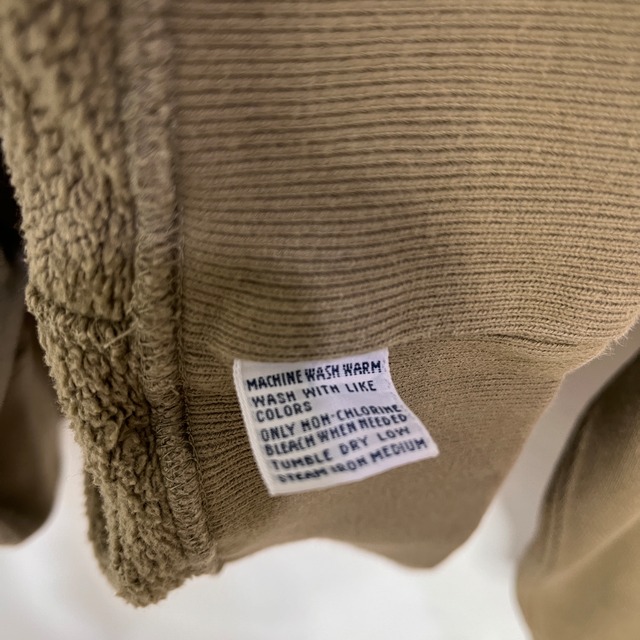 MACHINE WASH WARM
WASH WITH LIKE
COLORS
ONLY NON-CHLORINE
BLEACH WHEN NEEDED
TUMBLE DRY LOW
STEAM IRON MEDIUM